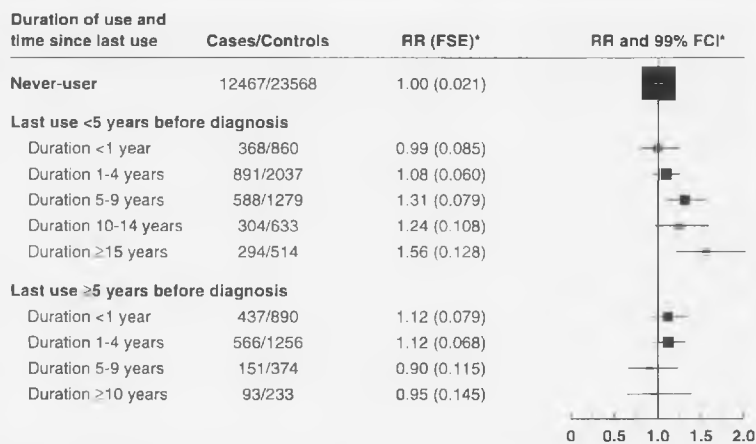 Duration of use and
time since last use Cases/Controls RR (FSE)* RR and 99% FCI*
Never-user 12467/23568 1.00 (0.021)
Last use <5 years before diagnosis
Duration <1 year 368/860 0.99 (0.085)
Duration 1-4 years 891/2037 1.08 (0.060)
Duration 5-9 years 588/1279 1.31 (0.079)
Duration 10-14 years 304/633 1.24 (0.108)
Duration ≥15 years 294/514 1.56 (0.128)
Last use ≥5 years before diagnosis
Duration <1 year 437/890 1.12 (0.079)
Duration 1-4 years 566/1256 1.12 (0.068)
Duration 5-9 years 151/374 0.90 (0.115)
Duration ≥10 years 93/233 0.95 (0.145)
0 0.5 1.0 1.5 2.0